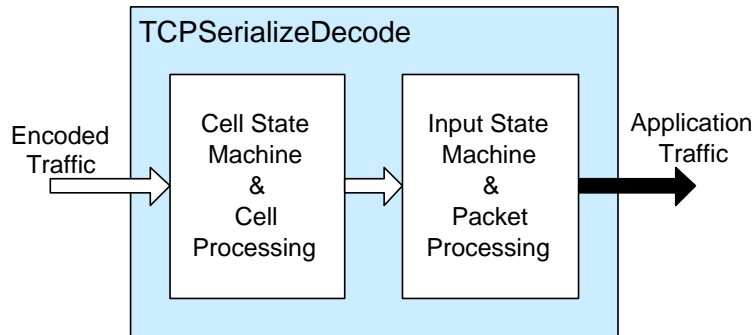 TCPSerializeDecode
Encoded
Traffic
Cell State
Machine
&
Cell
Processing
Input State
Machine
&
Packet
Processing
Application
Traffic